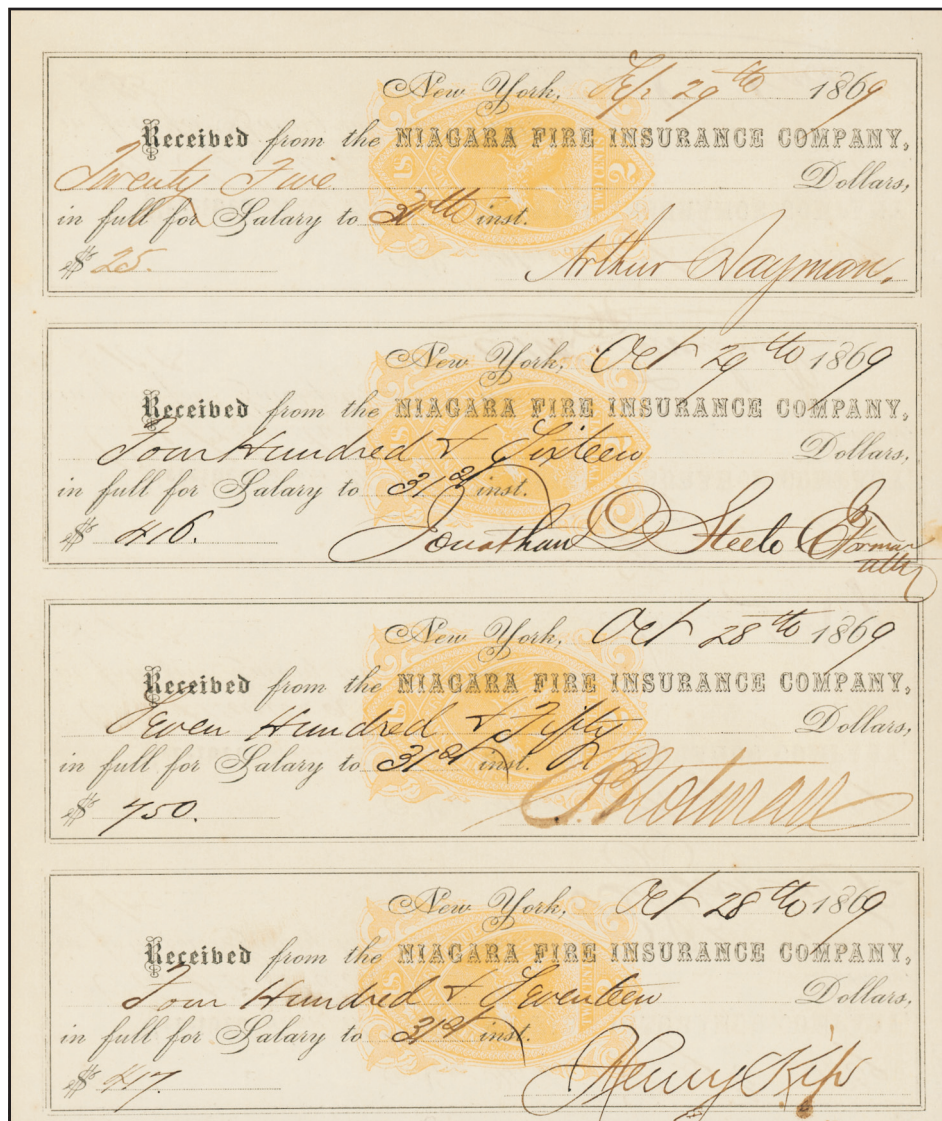 New York, Sep 29th 1869
Received from the NIAGARA FIRE INSURANCE COMPANY,
Twenty Five Dollars,
in full for Salary to 30th inst.
$ 25.
Arthur Wayman.
New York, Oct 29th 1869
Received from the NIAGARA FIRE INSURANCE COMPANY,
Four Hundred & Sixteen Dollars,
in full for Salary to 31st inst.
$ 416.
Jonathan D Steele
atty
New York, Oct 28th 1869
Received from the NIAGARA FIRE INSURANCE COMPANY,
Seven Hundred & Fifty Dollars,
in full for Salary to 31st inst.
$ 750.
Notman
New York, Oct 28th 1869
Received from the NIAGARA FIRE INSURANCE COMPANY,
Four Hundred & Seventeen Dollars,
in full for Salary to 31st inst.
$ 417.
Henry Kip